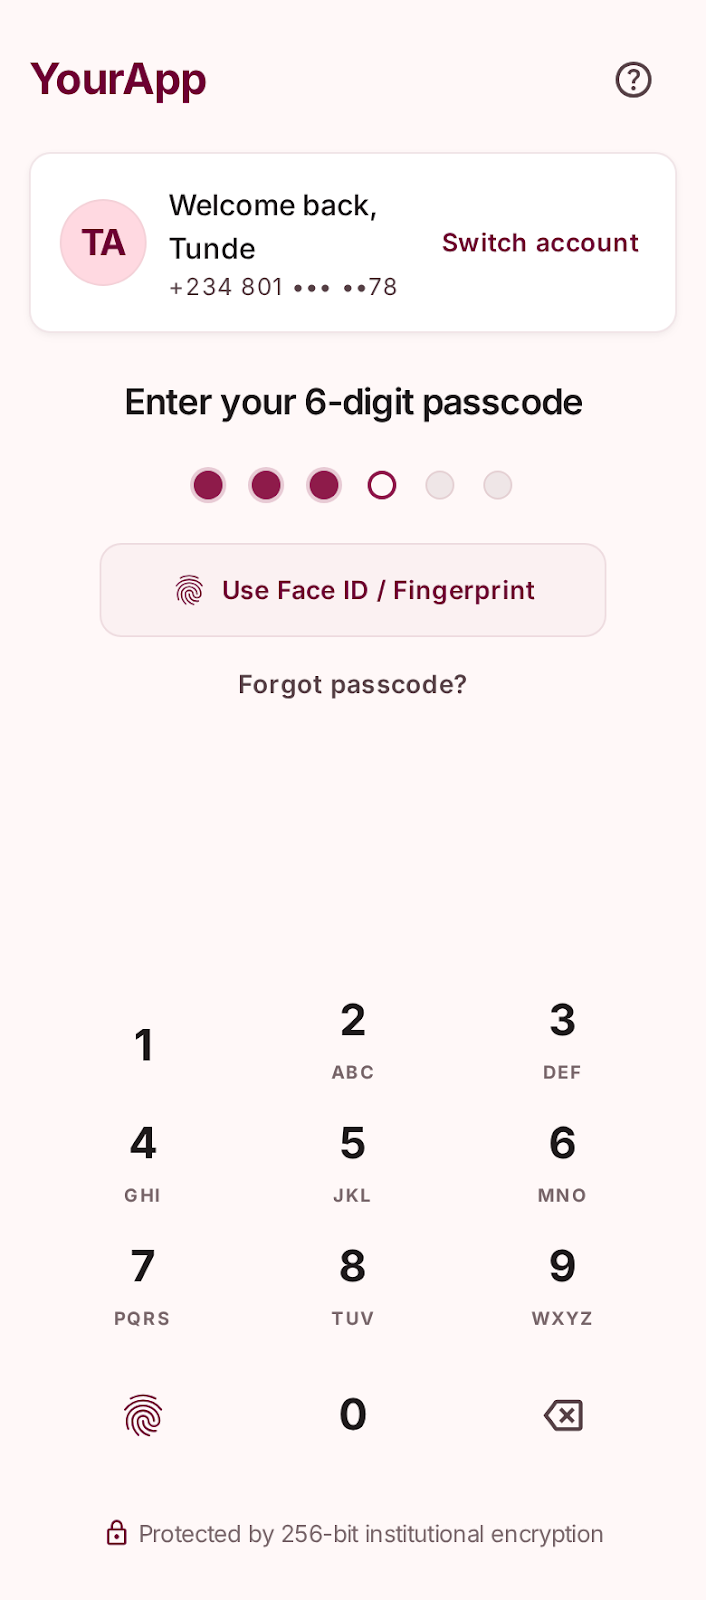 YourApp
TA
Welcome back,
Tunde
+234 801 ••• ••78
Switch account
Enter your 6-digit passcode
Use Face ID / Fingerprint
Forgot passcode?
1
2
3
ABC
DEF
4
5
6
GHI
JKL
MNO
7
8
9
PQRS
TUV
WXYZ
0
Protected by 256-bit institutional encryption